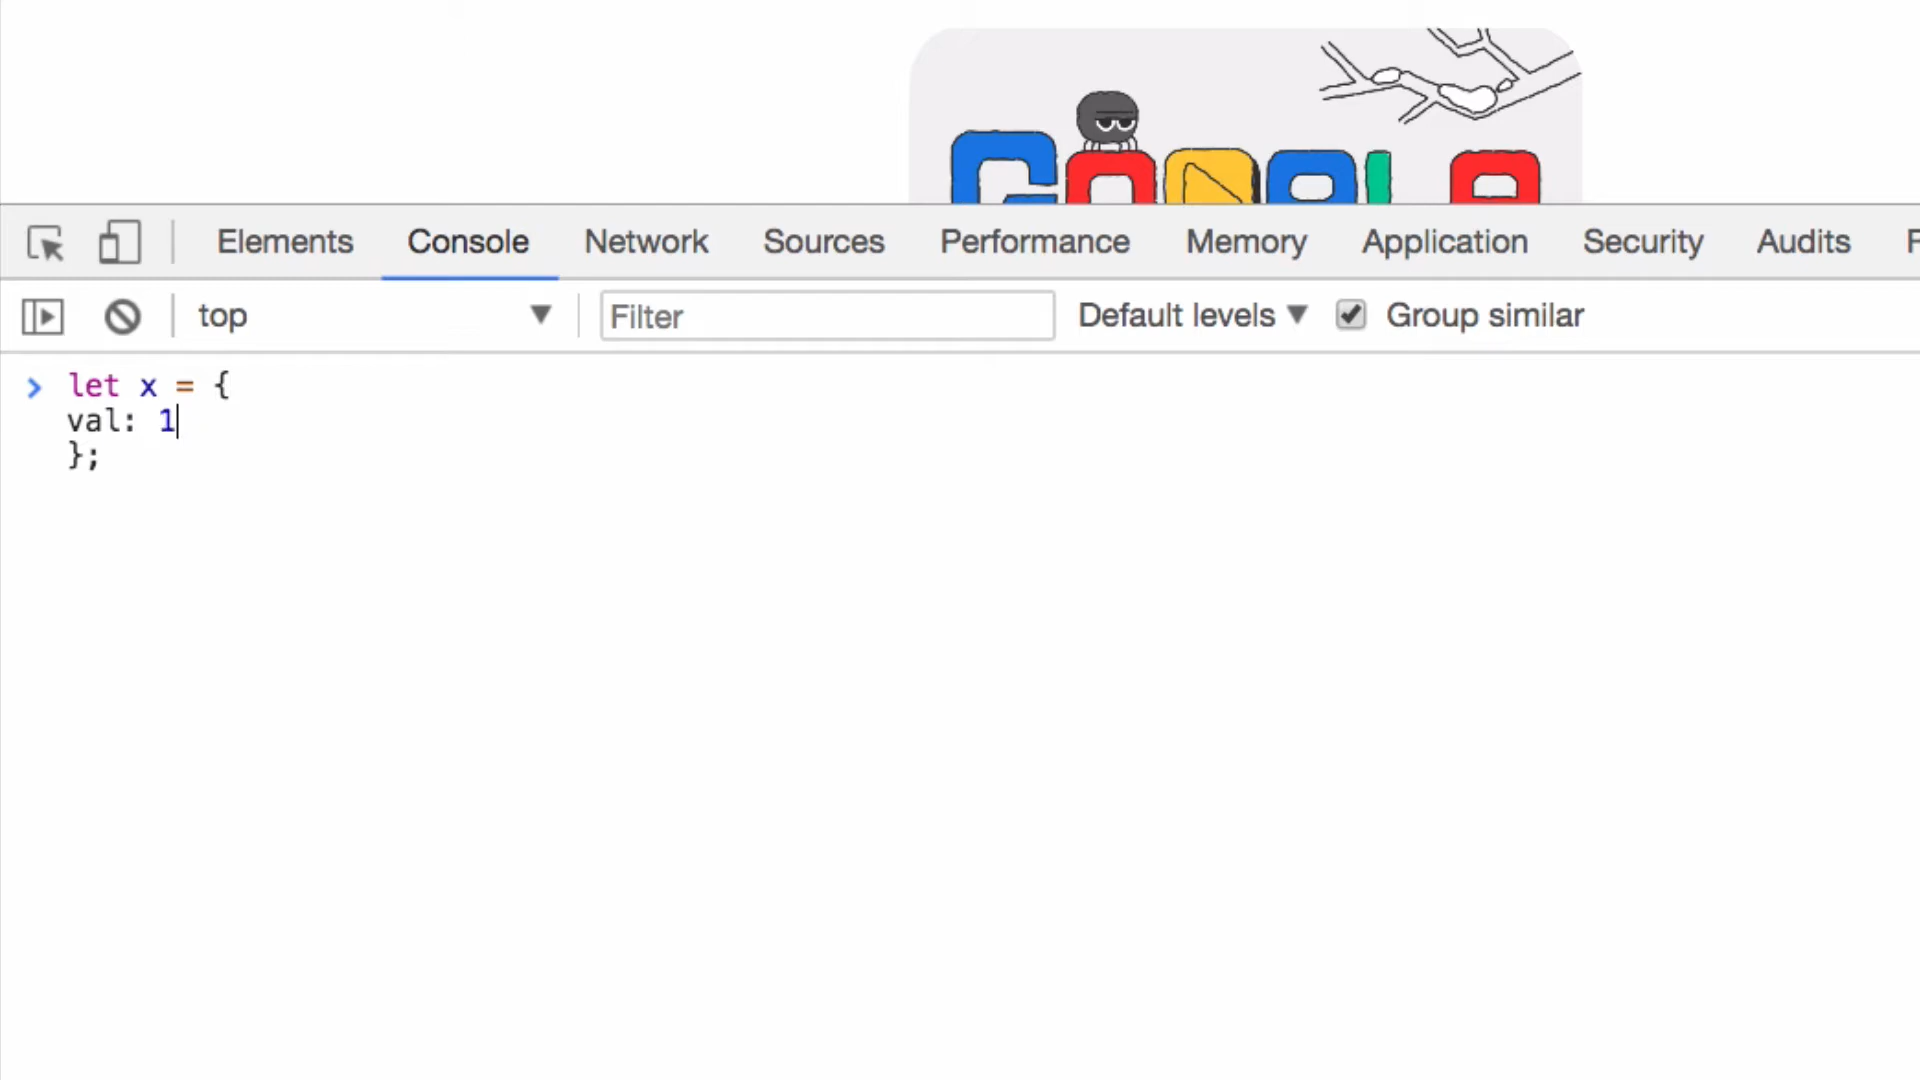 Elements Console Network Sources Performance Memory Application Security Audits
top Filter Default levels Group similar
let x = {
val: 1
};